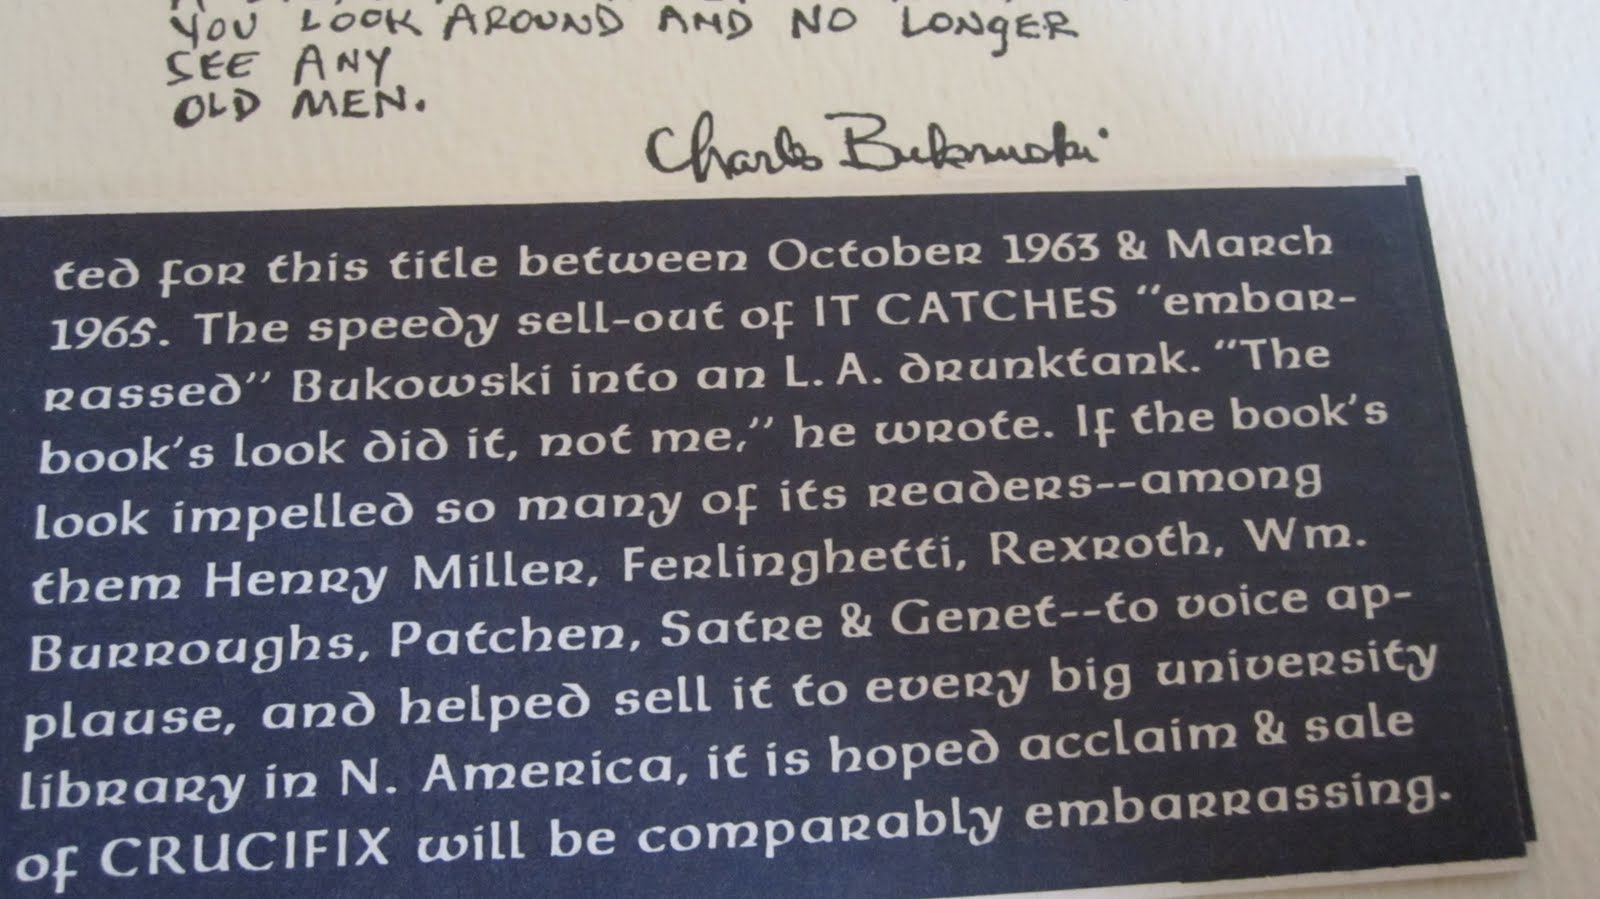 YOU LOOK AROUND AND NO LONGER
SEE ANY
OLD MEN.
Charles Bukowski
ted for this title between October 1963 & March
1965. The speedy sell-out of IT CATCHES "embar-
rassed" Bukowski into an L. A. drunktank. "The
book's look did it, not me," he wrote. If the book's
look impelled so many of its readers--among
them Henry Miller, Ferlinghetti, Rexroth, Wm.
Burroughs, Patchen, Satre & Genet--to voice ap-
plause, and helped sell it to every big university
library in N. America, it is hoped acclaim & sale
of CRUCIFIX will be comparably embarrassing.